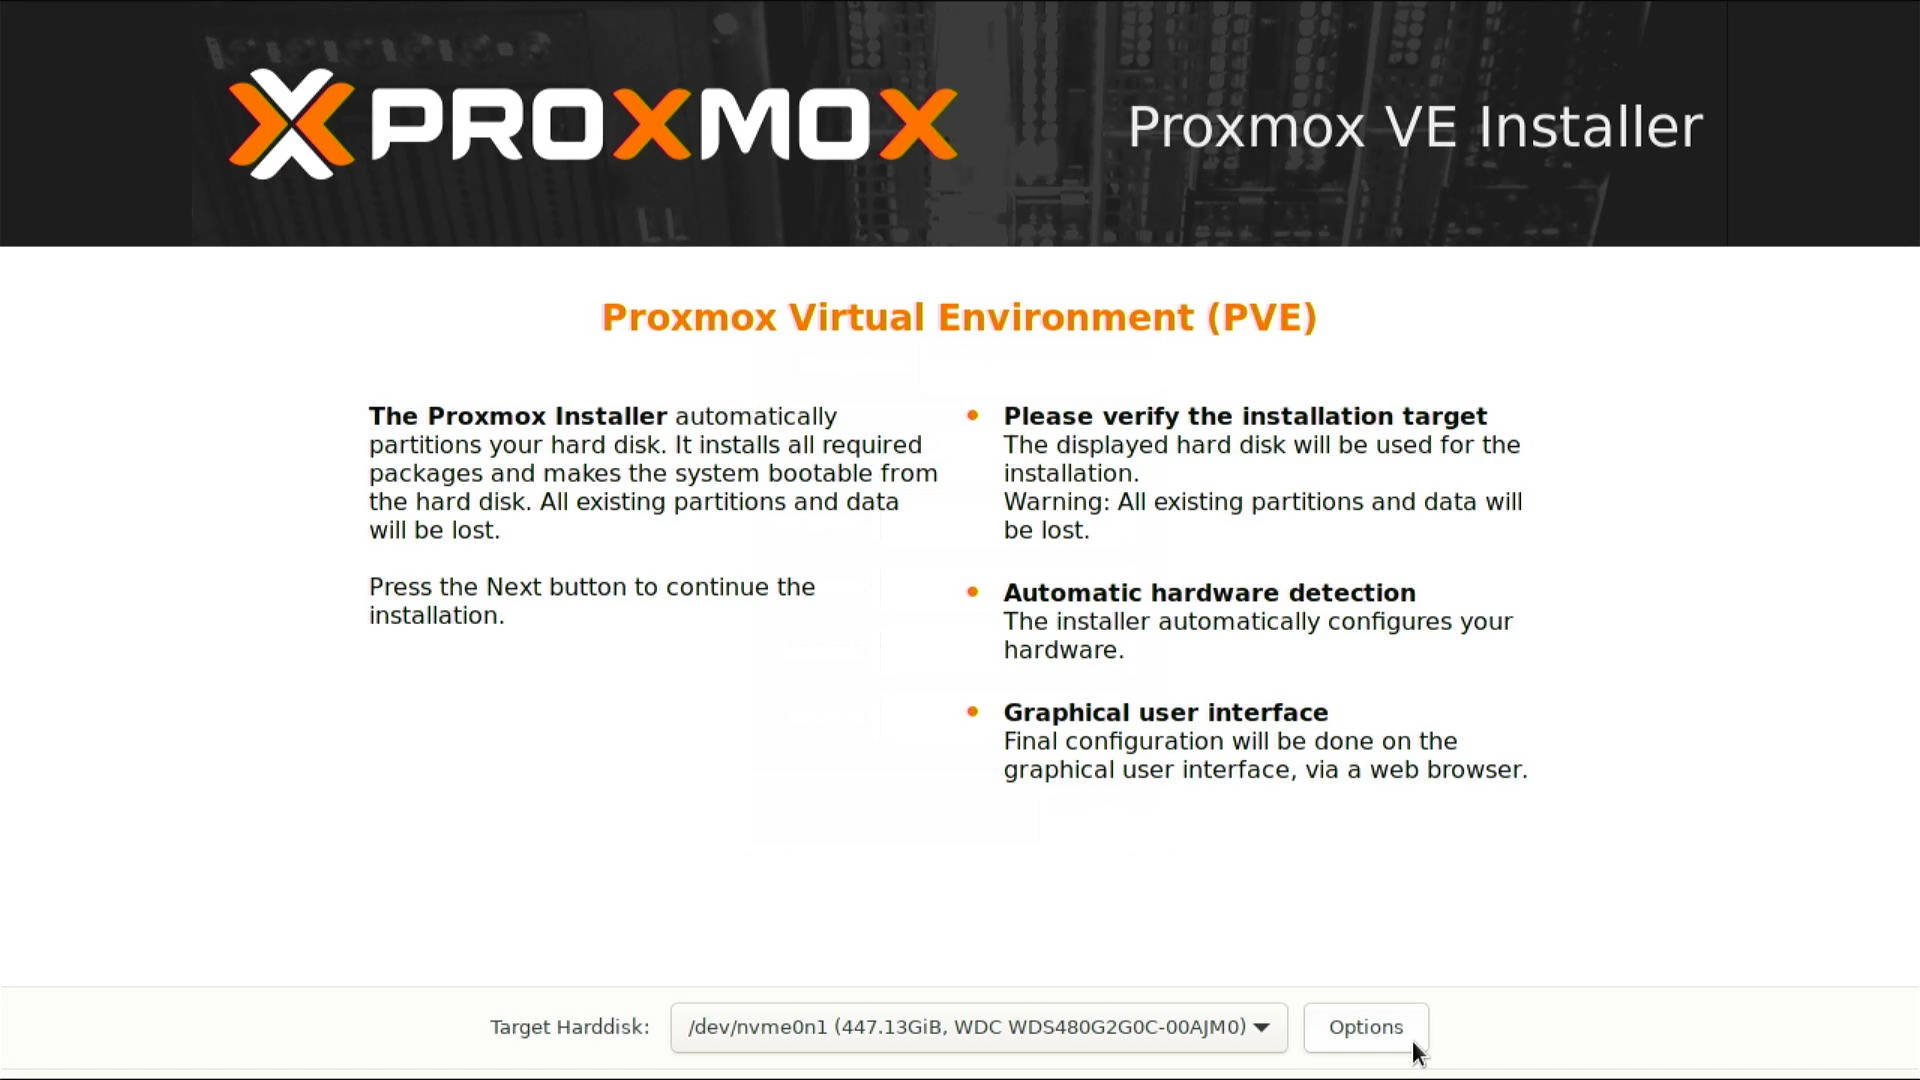 PROXMOX
Proxmox VE Installer
Proxmox Virtual Environment (PVE)
The Proxmox Installer automatically
partitions your hard disk. It installs all required
packages and makes the system bootable from
the hard disk. All existing partitions and data
will be lost.
Press the Next button to continue the
installation.
Please verify the installation target
The displayed hard disk will be used for the
installation.
Warning: All existing partitions and data will
be lost.
Automatic hardware detection
The installer automatically configures your
hardware.
Graphical user interface
Final configuration will be done on the
graphical user interface, via a web browser.
Target Harddisk: /dev/nvme0n1 (447.13GiB, WDC WDS480G2G0C-00AJM0) Options